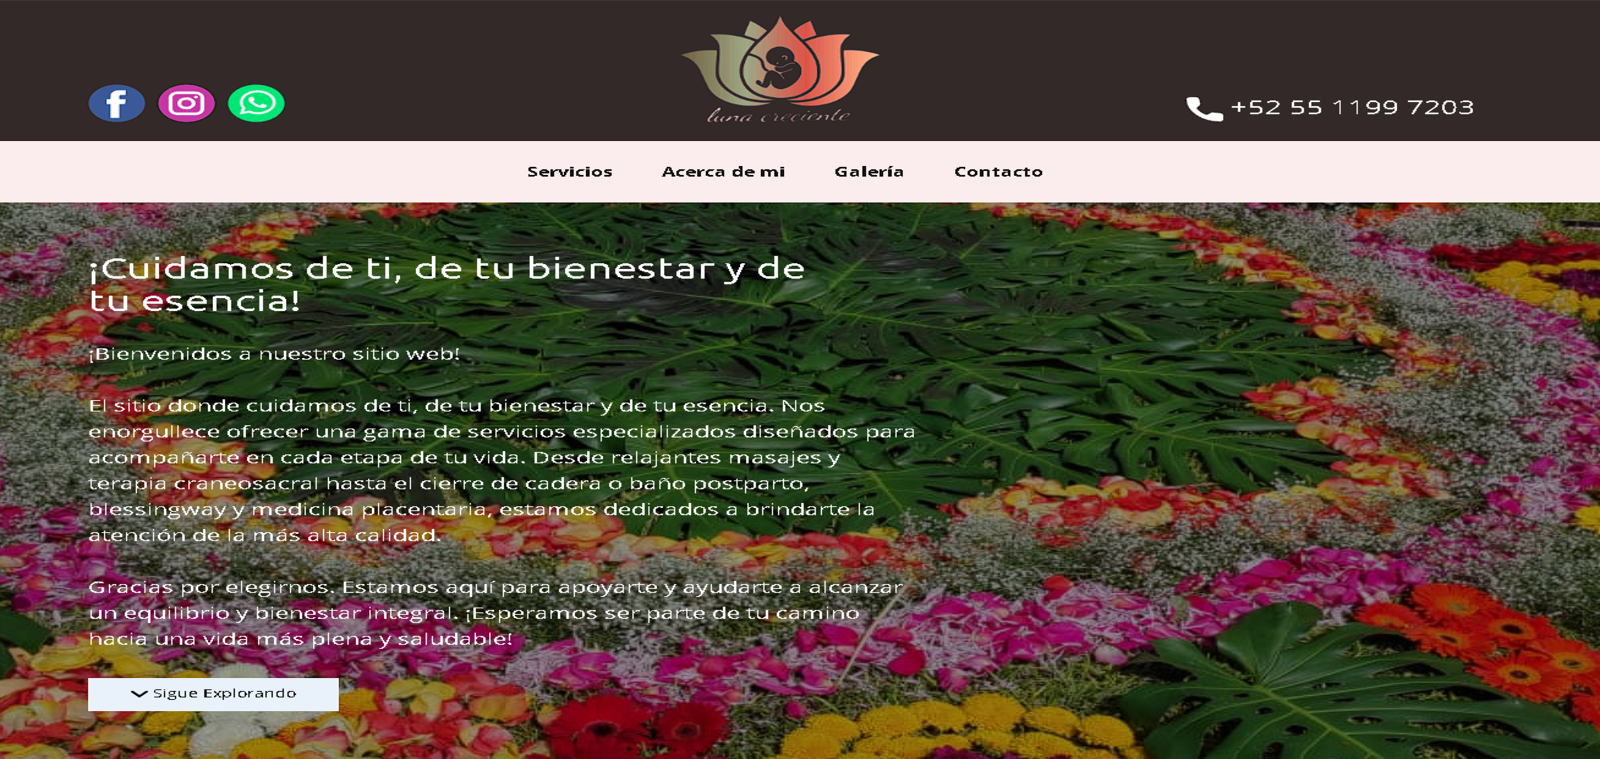 luna creciente
+52 55 1199 7203
Servicios Acerca de mi Galería Contacto
¡Cuidamos de ti, de tu bienestar y de
tu esencia!
¡Bienvenidos a nuestro sitio web!
El sitio donde cuidamos de ti, de tu bienestar y de tu esencia. Nos
enorgullece ofrecer una gama de servicios especializados diseñados para
acompañarte en cada etapa de tu vida. Desde relajantes masajes y
terapia craneosacral hasta el cierre de cadera o baño postparto,
blessingway y medicina placentaria, estamos dedicados a brindarte la
atención de la más alta calidad.
Gracias por elegirnos. Estamos aquí para apoyarte y ayudarte a alcanzar
un equilibrio y bienestar integral. ¡Esperamos ser parte de tu camino
hacia una vida más plena y saludable!
Sigue Explorando